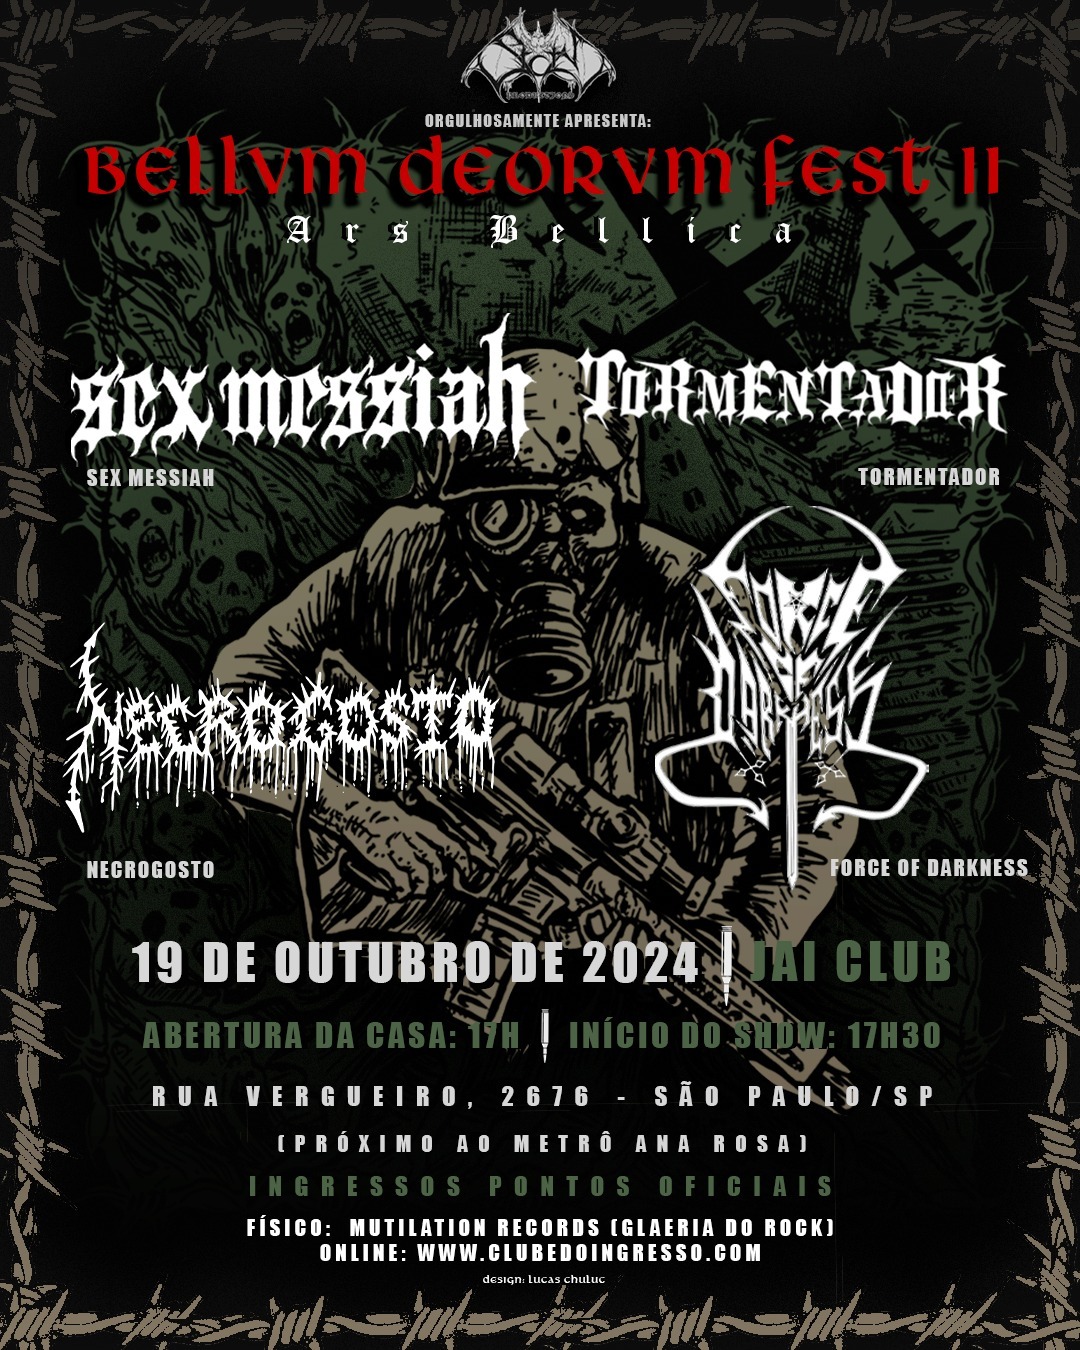 ORGULHOSAMENTE APRESENTA:
BELLVM DEORVM FEST II
Ars Bellica
sex messiah
TORMENTADOR
SEX MESSIAH
TORMENTADOR
FORCE
OF
DARKNESS
NECROGOSTO
NECROGOSTO
FORCE OF DARKNESS
19 DE OUTUBRO DE 2024 JAI CLUB
ABERTURA DA CASA: 17H INÍCIO DO SHOW: 17H30
RUA VERGUEIRO, 2676 - SÃO PAULO/SP
(PRÓXIMO AO METRÔ ANA ROSA)
INGRESSOS PONTOS OFICIAIS
FÍSICO: MUTILATION RECORDS (GLAERIA DO ROCK)
ONLINE: WWW.CLUBEDOINGRESSO.COM
design: lucas chuluc